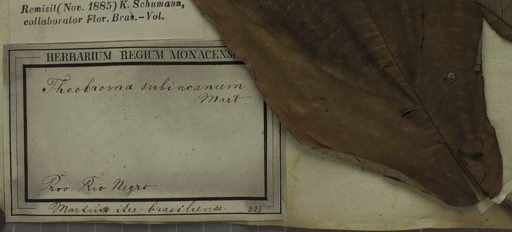 Remisit (Nov. 1885) K. Schumann,
collaborator Flor. Bras.- Vol.
HERBARIUM REGIUM MONACENSE
Theobroma subincanum
Mart
Prov Rio Negro
Martius iter brasiliense. 323